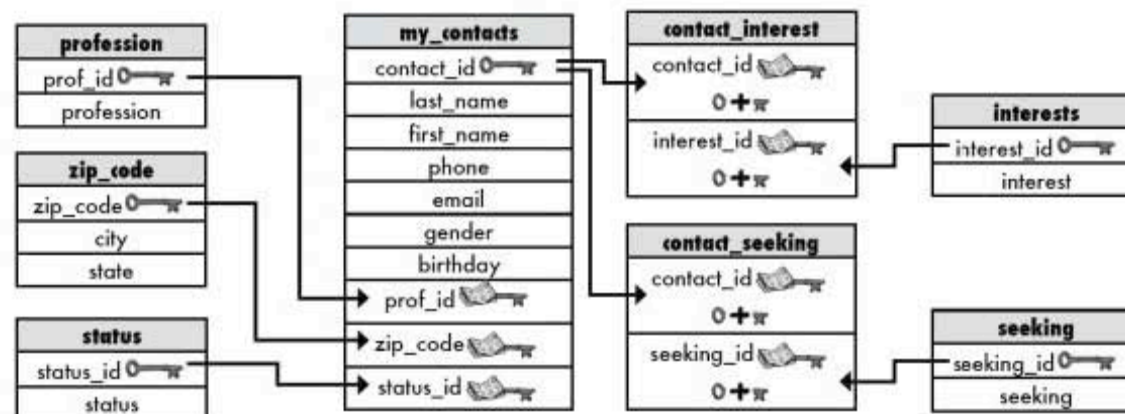 profession
prof_id
profession
zip_code
zip_code
city
state
status
status_id
status
my_contacts
contact_id
last_name
first_name
phone
email
gender
birthday
prof_id
zip_code
status_id
contact_interest
contact_id
+
interest_id
+
contact_seeking
contact_id
+
seeking_id
+
interests
interest_id
interest
seeking
seeking_id
seeking